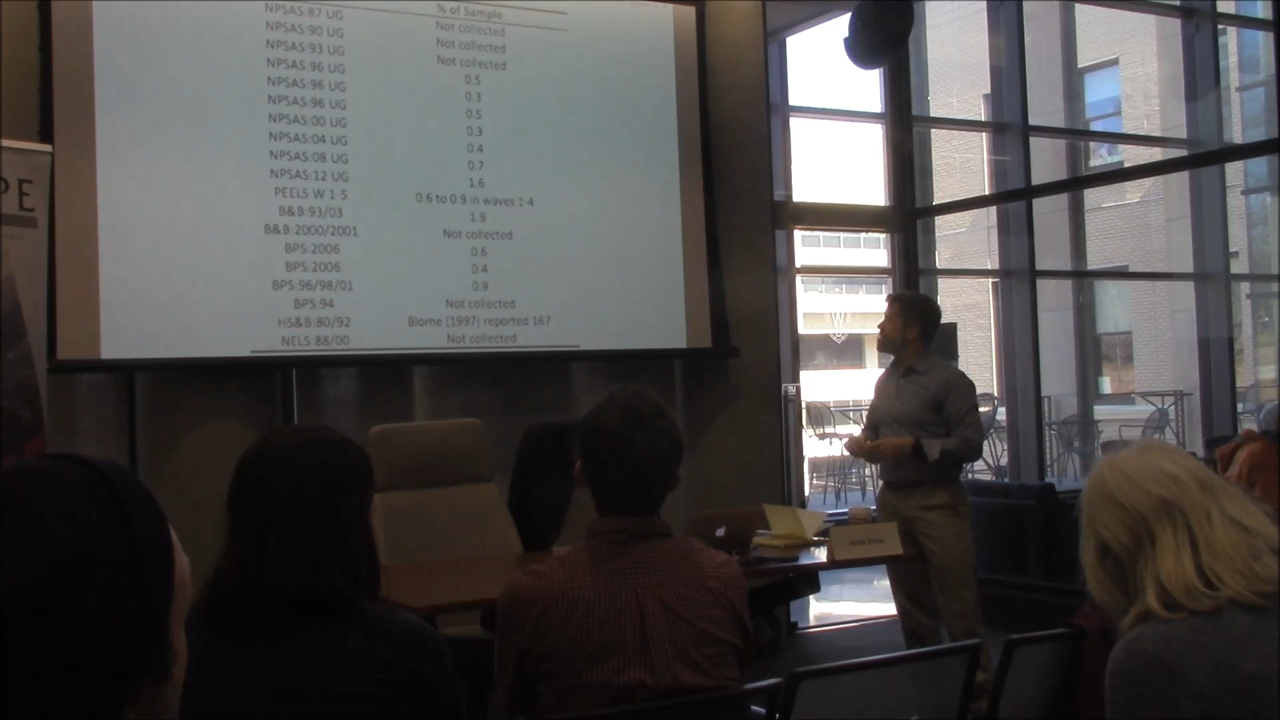 NPSAS:87 UG % of Sample
NPSAS:90 UG Not collected
NPSAS:93 UG Not collected
NPSAS:96 UG Not collected
NPSAS:96 UG 0.5
NPSAS:96 UG 0.3
NPSAS:00 UG 0.5
NPSAS:04 UG 0.3
NPSAS:08 UG 0.4
NPSAS:12 UG 0.7
PEELS W 1-5 1.6
B&B:93/03 0.6 to 0.9 in waves 1-4
B&B:2000/2001 1.9
BPS:2006 Not collected
BPS:2006 0.6
BPS:96/98/01 0.4
BPS:94 0.9
HS&B:80/92 Not collected
NELS:88/00 Blome (1997) reported 167
Not collected
PE